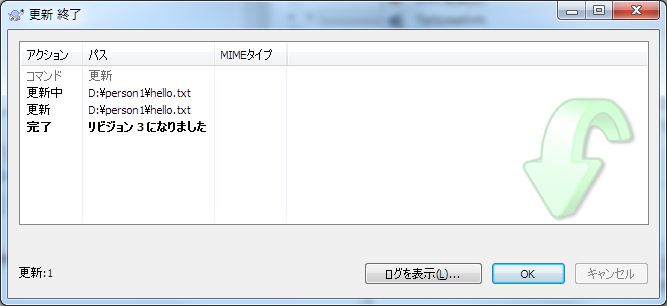 更新 終了
アクション パス MIMEタイプ
コマンド 更新
更新中 D:¥person1¥hello.txt
更新 D:¥person1¥hello.txt
完了 リビジョン 3 になりました
更新:1
ログを表示(L)... OK キャンセル